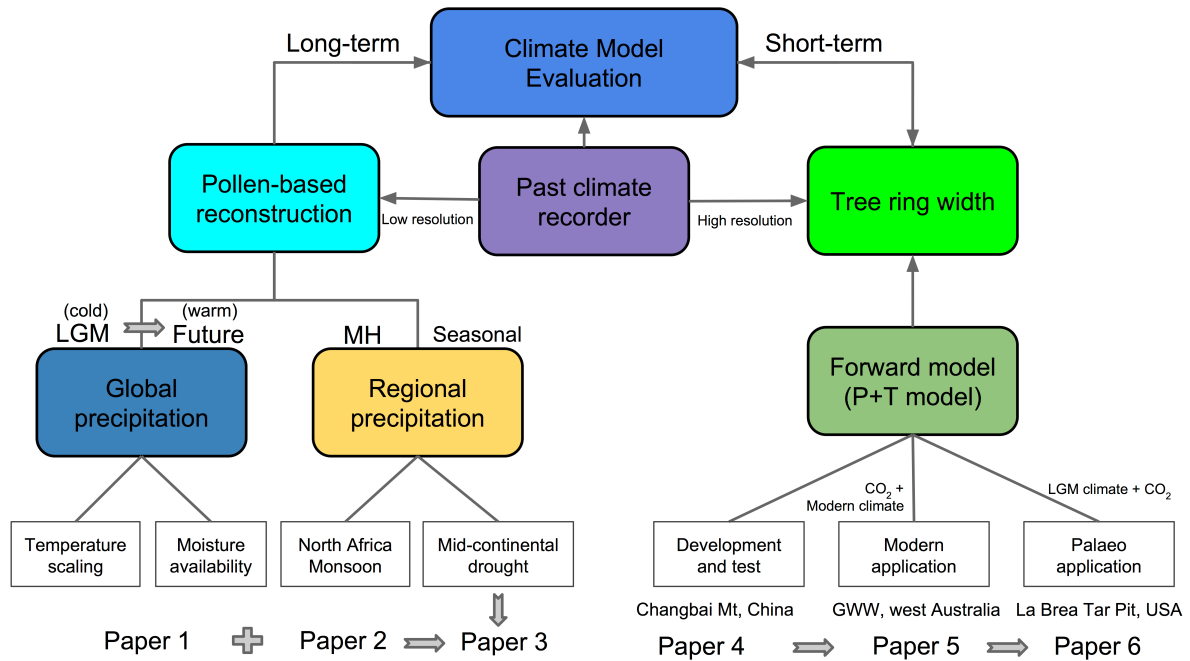 Long-term
Climate Model
Evaluation
Short-term
Pollen-based
reconstruction
Low resolution
Past climate
recorder
High resolution
Tree ring width
(cold)
LGM
(warm)
Future
MH
Seasonal
Global
precipitation
Regional
precipitation
Forward model
(P+T model)
CO₂ +
Modern climate
LGM climate + CO₂
Temperature
scaling
Moisture
availability
North Africa
Monsoon
Mid-continental
drought
Development
and test
Modern
application
Palaeo
application
Changbai Mt, China
GWW, west Australia
La Brea Tar Pit, USA
Paper 1
Paper 2
Paper 3
Paper 4
Paper 5
Paper 6